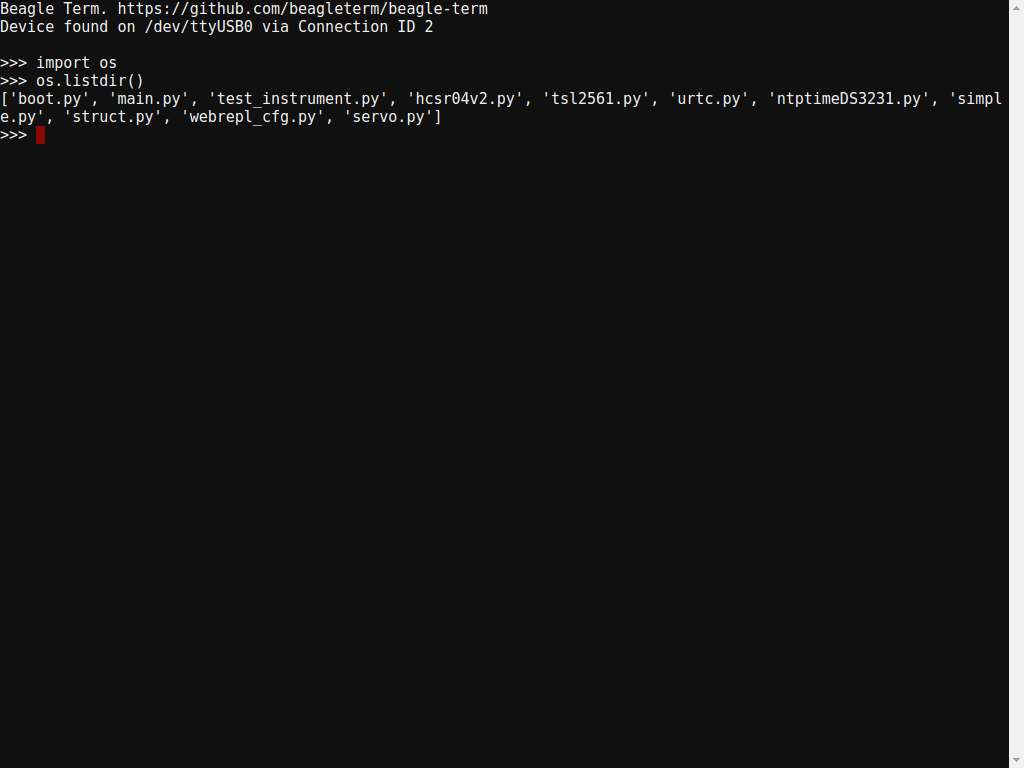 Beagle Term. https://github.com/beagleterm/beagle-term
Device found on /dev/ttyUSB0 via Connection ID 2
>>> import os
>>> os.listdir()
['boot.py', 'main.py', 'test_instrument.py', 'hcsr04v2.py', 'tsl2561.py', 'urtc.py', 'ntptimeDS3231.py', 'simpl
e.py', 'struct.py', 'webrepl_cfg.py', 'servo.py']
>>>